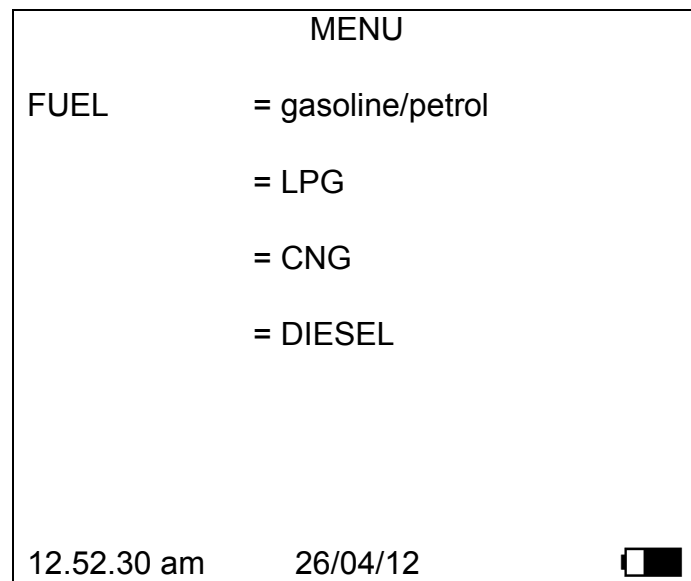 MENU
FUEL = gasoline/petrol
= LPG
= CNG
= DIESEL
12.52.30 am 26/04/12